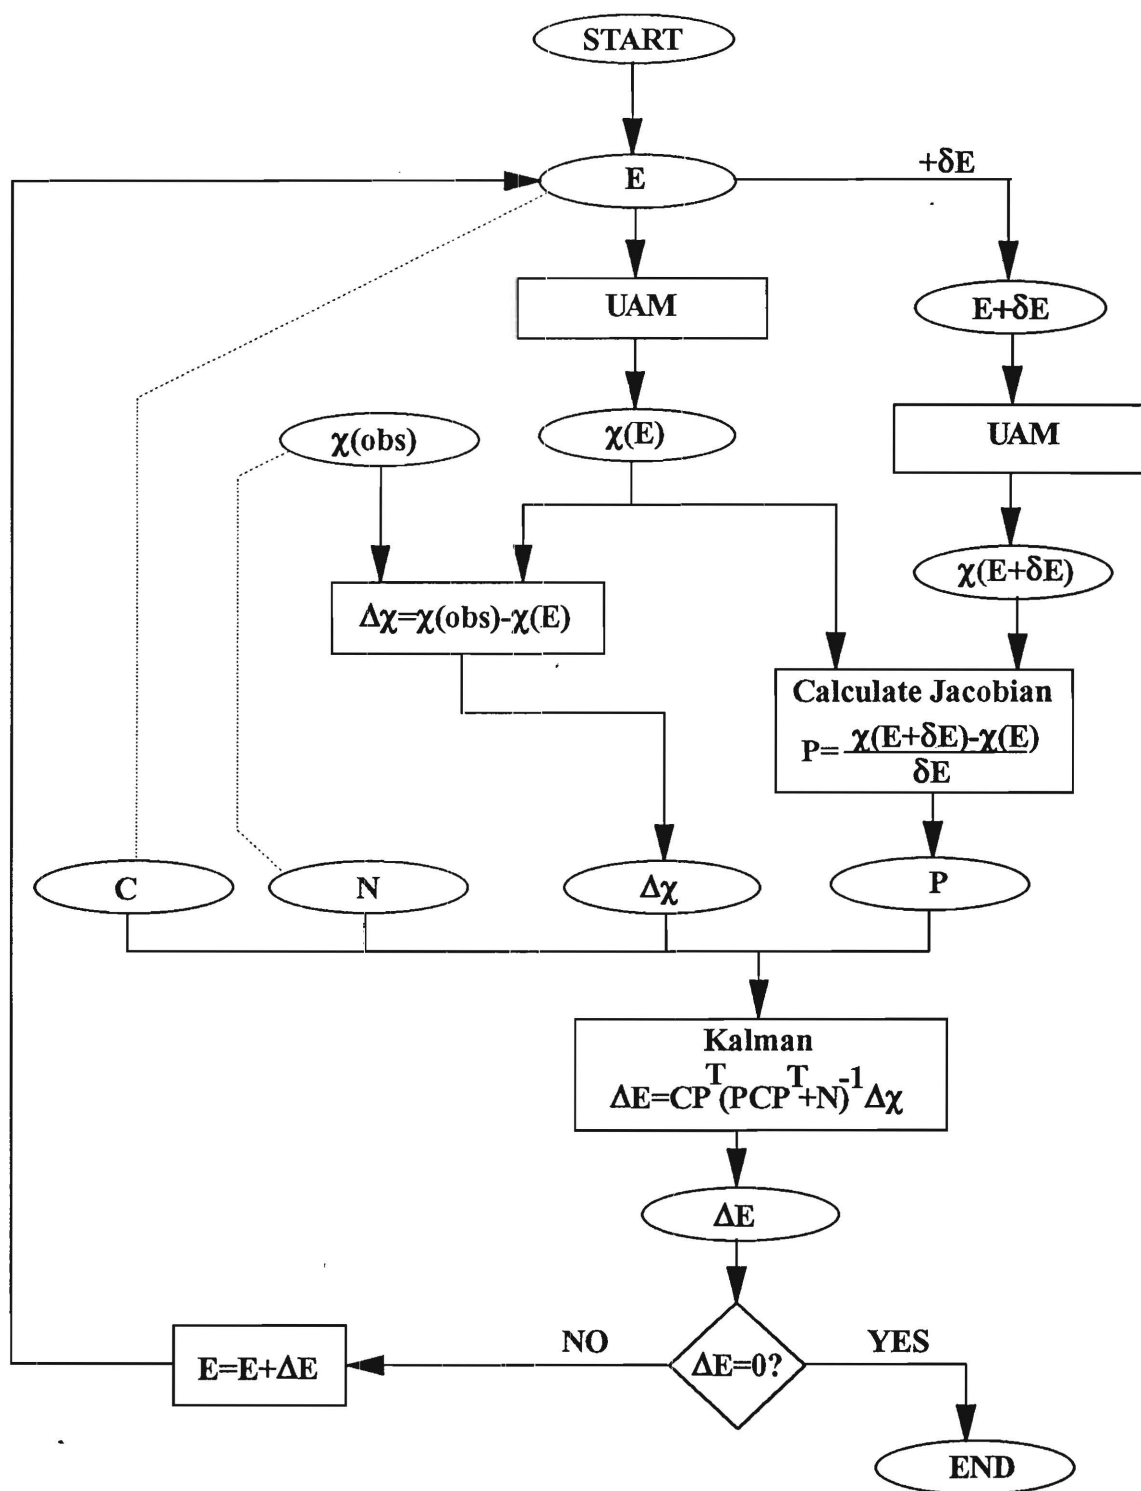 START
E
+δE
UAM
E+δE
χ(obs)
χ(E)
UAM
χ(E+δE)
Δχ=χ(obs)-χ(E)
Calculate Jacobian
P=χ(E+δE)-χ(E)
δE
C
N
Δχ
P
Kalman
ΔE=CP^T(PCP^T+N)^-1Δχ
ΔE
NO
YES
E=E+ΔE
ΔE=0?
END